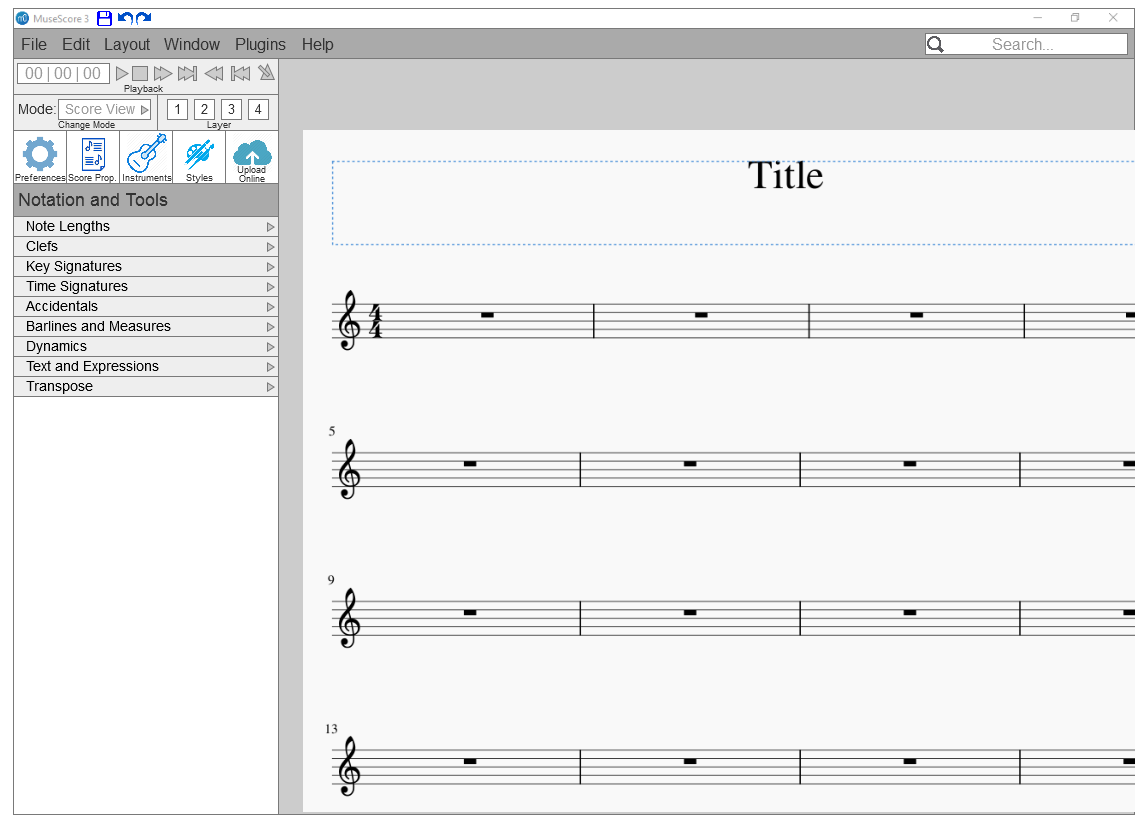 MuseScore 3
File Edit Layout Window Plugins Help
Search...
00 | 00 | 00
Playback
Mode: Score View
Change Mode
1 2 3 4
Layer
Preferences Score Prop. Instruments Styles Upload Online
Notation and Tools
Note Lengths
Clefs
Key Signatures
Time Signatures
Accidentals
Barlines and Measures
Dynamics
Text and Expressions
Transpose
Title
4
4
5
9
13